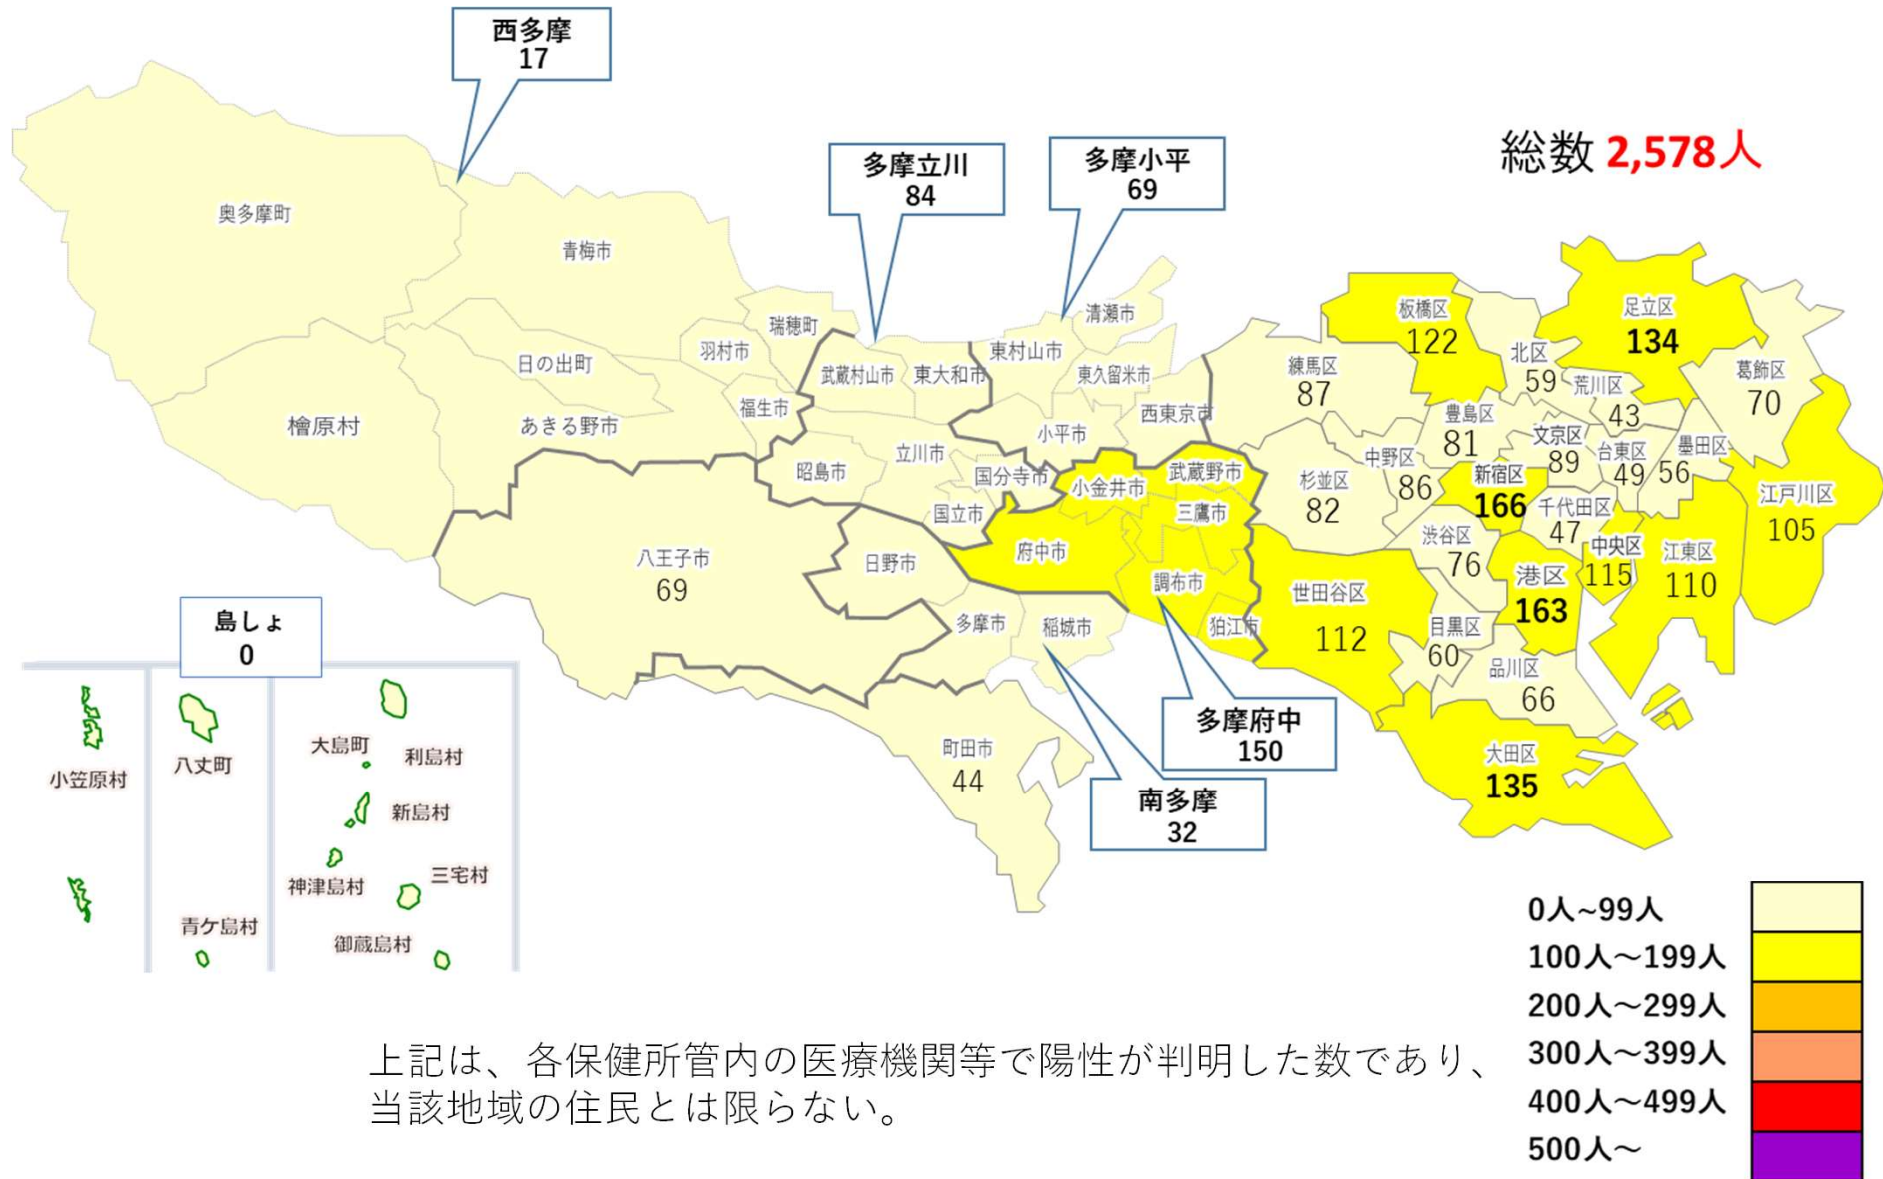 西多摩
17
多摩立川
84
多摩小平
69
総数 2,578人
奥多摩町
青梅市
瑞穂町
羽村市
日の出町
福生市
あきる野市
檜原村
武蔵村山市
東大和市
東村山市
清瀬市
東久留米市
西東京市
小平市
昭島市
立川市
国分寺市
国立市
小金井市
武蔵野市
三鷹市
府中市
調布市
狛江市
八王子市
69
日野市
多摩市
稲城市
町田市
44
多摩府中
150
南多摩
32
板橋区
122
足立区
134
北区
59
荒川区
43
葛飾区
70
練馬区
87
豊島区
81
文京区
89
台東区
49
墨田区
56
中野区
86
杉並区
82
新宿区
166
千代田区
47
江戸川区
105
渋谷区
76
港区
163
中央区
115
江東区
110
世田谷区
112
目黒区
60
品川区
66
大田区
135
島しょ
0
小笠原村
八丈町
青ケ島村
大島町
利島村
新島村
神津島村
三宅村
御蔵島村
0人~99人
100人～199人
200人～299人
300人～399人
400人～499人
500人～
上記は、各保健所管内の医療機関等で陽性が判明した数であり、
当該地域の住民とは限らない。